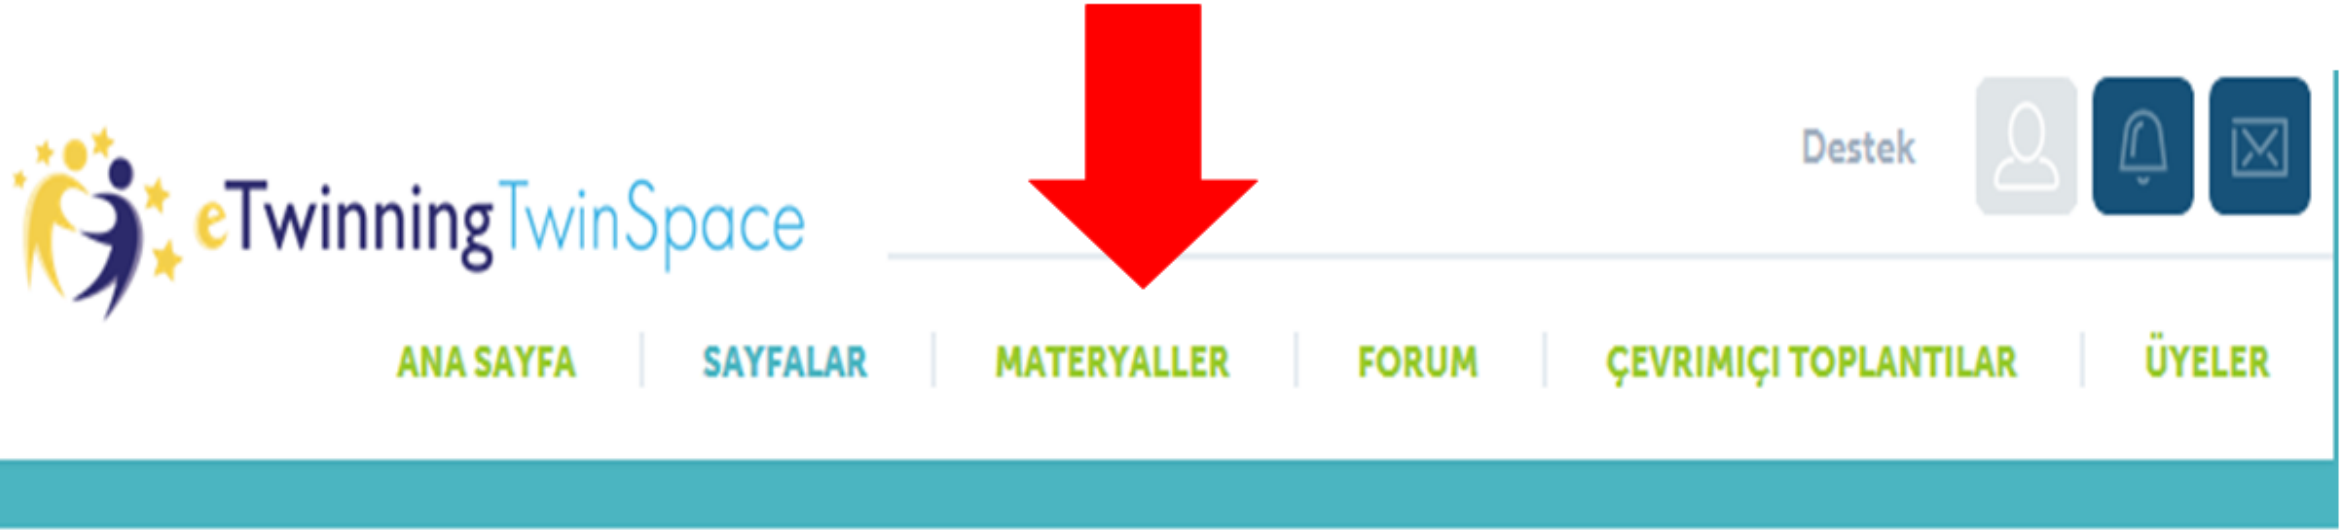 Destek
eTwinning TwinSpace
ANA SAYFA SAYFALAR MATERYALLER FORUM ÇEVRIMIÇI TOPLANTILAR ÜYELER